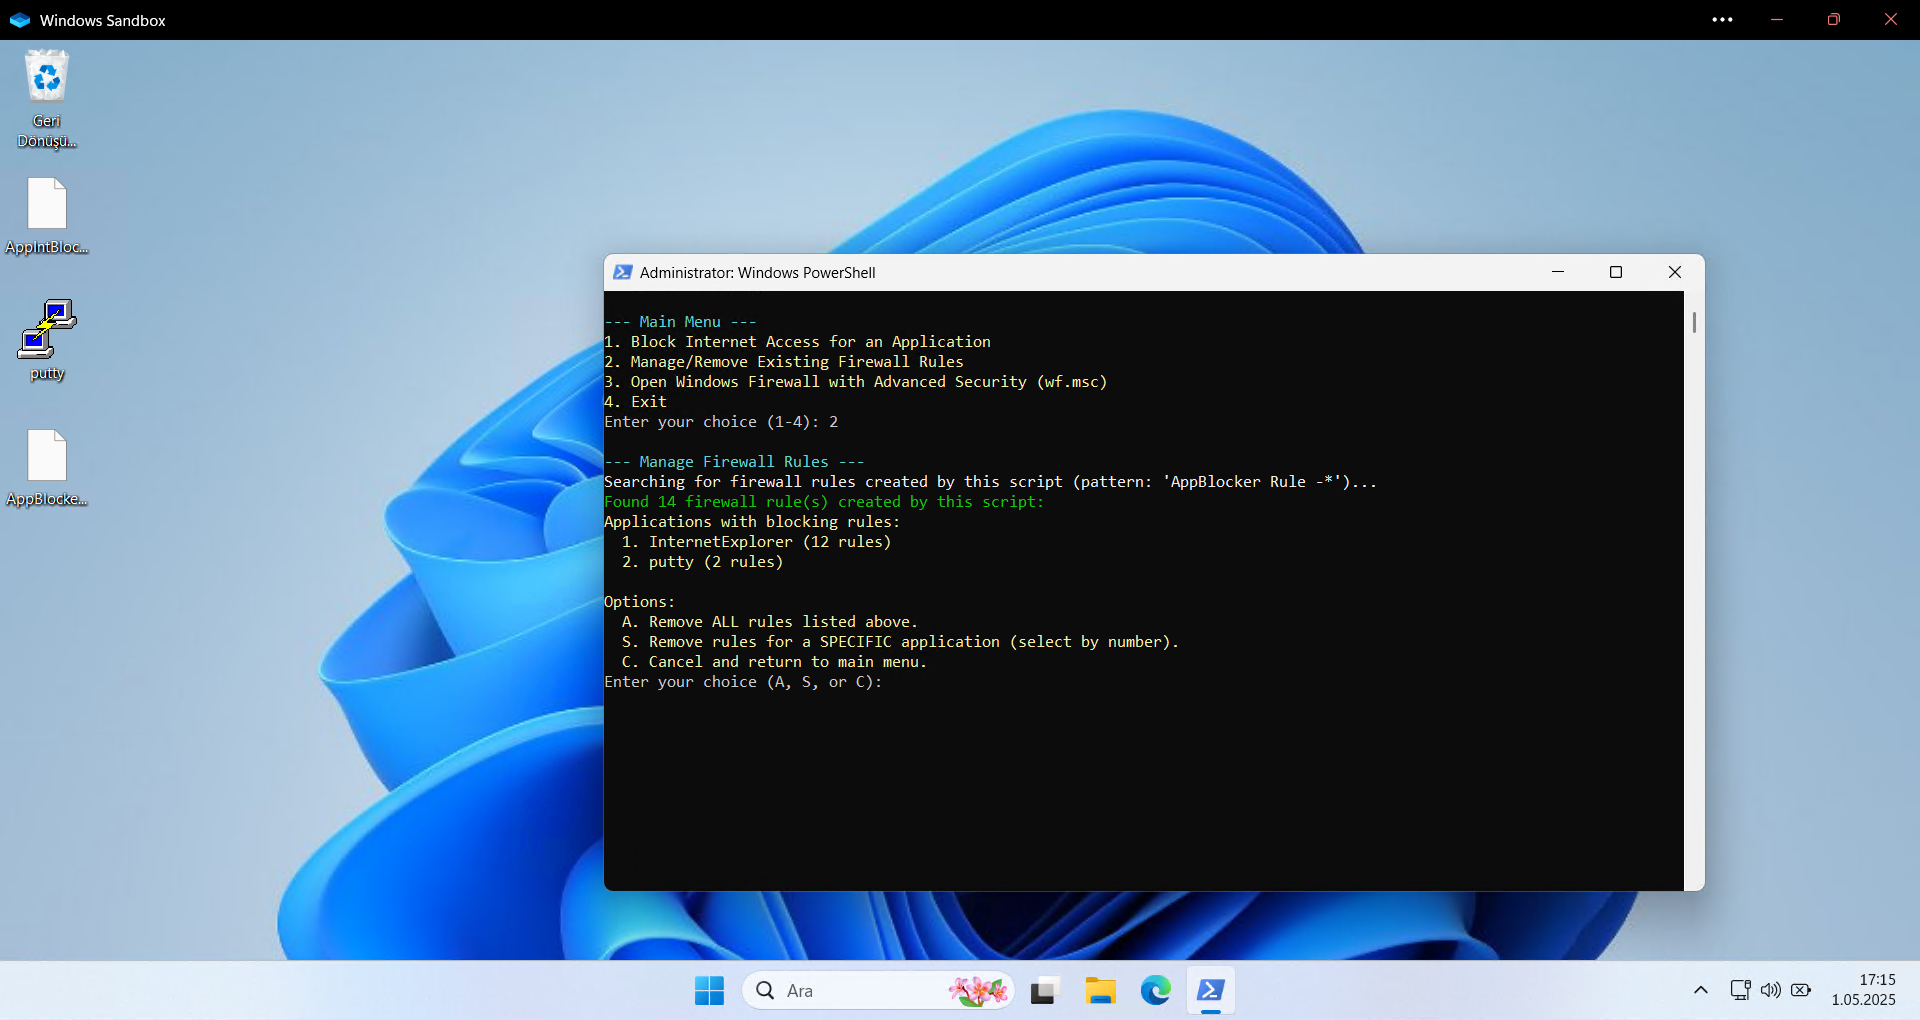 Windows Sandbox
Geri
Dönüşü...
AppIntBloc...
putty
AppBlocke...
Administrator: Windows PowerShell
--- Main Menu ---
1. Block Internet Access for an Application
2. Manage/Remove Existing Firewall Rules
3. Open Windows Firewall with Advanced Security (wf.msc)
4. Exit
Enter your choice (1-4): 2
--- Manage Firewall Rules ---
Searching for firewall rules created by this script (pattern: 'AppBlocker Rule -*')...
Found 14 firewall rule(s) created by this script:
Applications with blocking rules:
1. InternetExplorer (12 rules)
2. putty (2 rules)
Options:
A. Remove ALL rules listed above.
S. Remove rules for a SPECIFIC application (select by number).
C. Cancel and return to main menu.
Enter your choice (A, S, or C):
Ara
17:15
1.05.2025